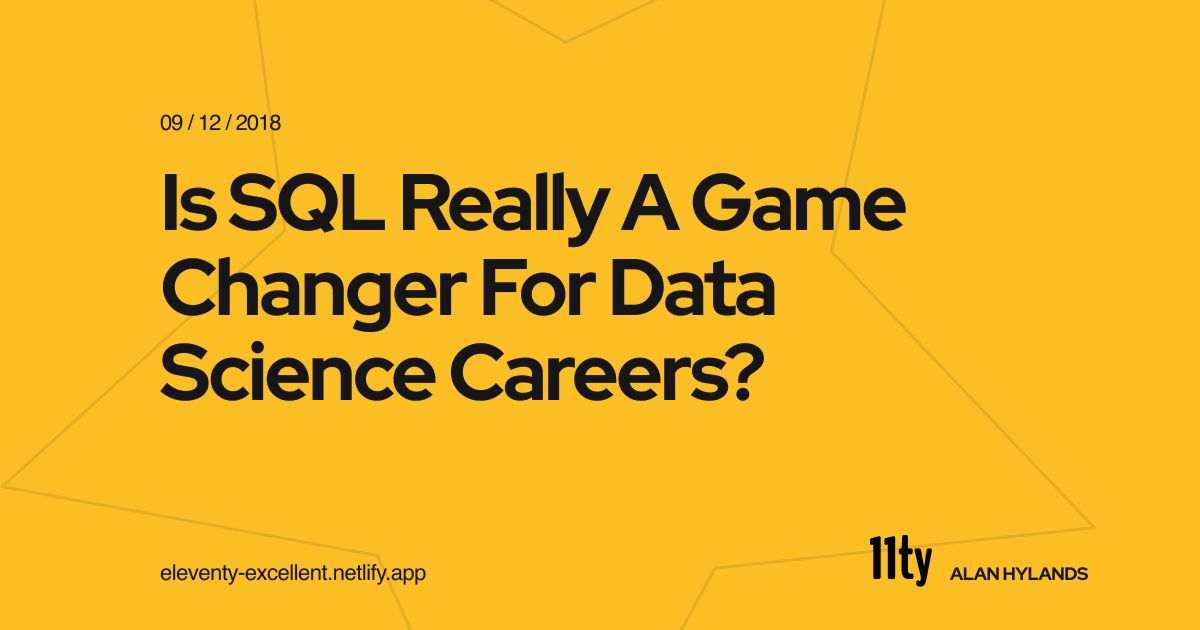 09 / 12 / 2018
Is SQL Really A Game
Changer For Data
Science Careers?
eleventy-excellent.netlify.app
11ty
ALAN HYLANDS